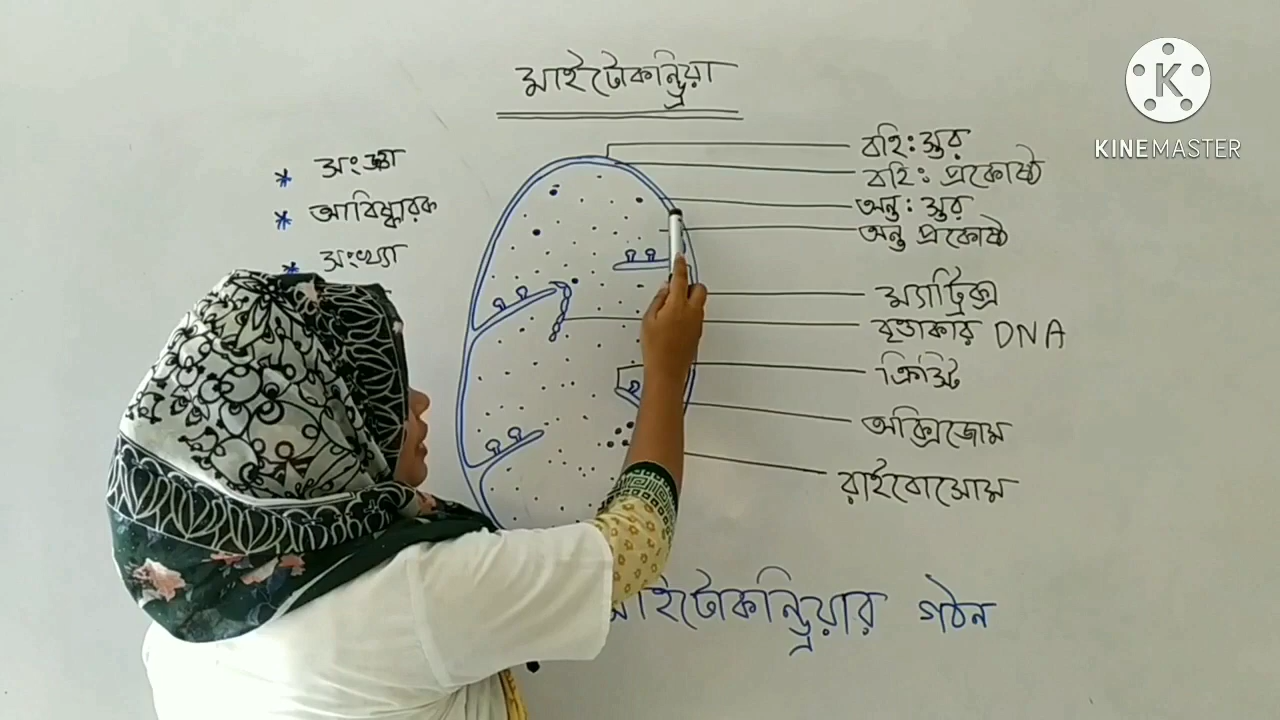 মাইটোকন্ড্রিয়া
* সংজ্ঞা
* আবিষ্কারক
* সংখ্যা
বহিঃ স্তর
বহিঃ প্রকোষ্ঠ
অন্তঃ স্তর
অন্ত প্রকোষ্ঠ
ম্যাট্রিক্স
বৃত্তাকার DNA
ক্রিস্টি
অক্সিজোম
রাইবোসোম
মাইটোকন্ড্রিয়ার গঠন
K
KINEMASTER